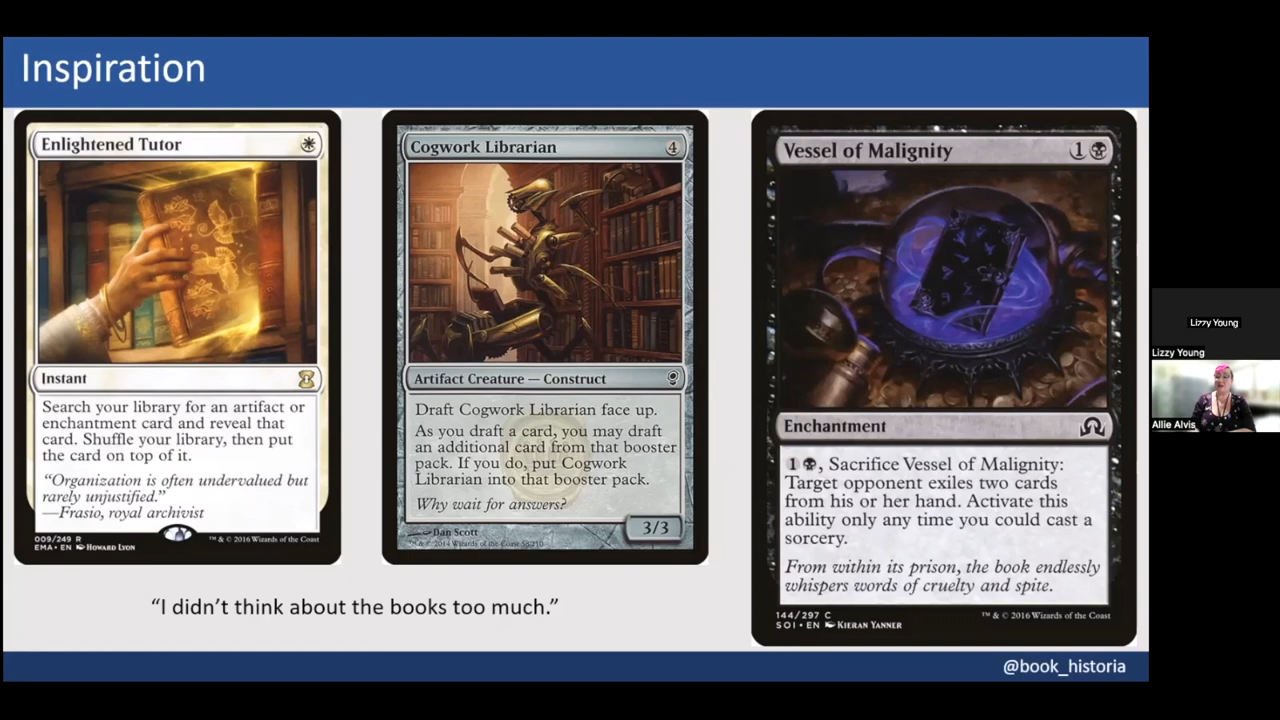 Inspiration
Enlightened Tutor
Instant
Search your library for an artifact or
enchantment card and reveal that
card. Shuffle your library, then put
the card on top of it.
“Organization is often undervalued but
rarely unjustified.”
—Frasio, royal archivist
009/249 R
EMA • EN Howard Lyon
™ & © 2016 Wizards of the Coast
Cogwork Librarian 4
Artifact Creature — Construct
Draft Cogwork Librarian face up.
As you draft a card, you may draft
an additional card from that booster
pack. If you do, put Cogwork
Librarian into that booster pack.
Why wait for answers?
3/3
Dan Scott
™ & © 2014 Wizards of the Coast 58/210
Vessel of Malignity 1
Enchantment
1, Sacrifice Vessel of Malignity:
Target opponent exiles two cards
from his or her hand. Activate this
ability only any time you could cast a
sorcery.
From within its prison, the book endlessly
whispers words of cruelty and spite.
144/297 C
SOI • EN Kieran Yanner
™ & © 2016 Wizards of the Coast
“I didn’t think about the books too much.”
@book_historia
Lizzy Young
Lizzy Young
Allie Alvis